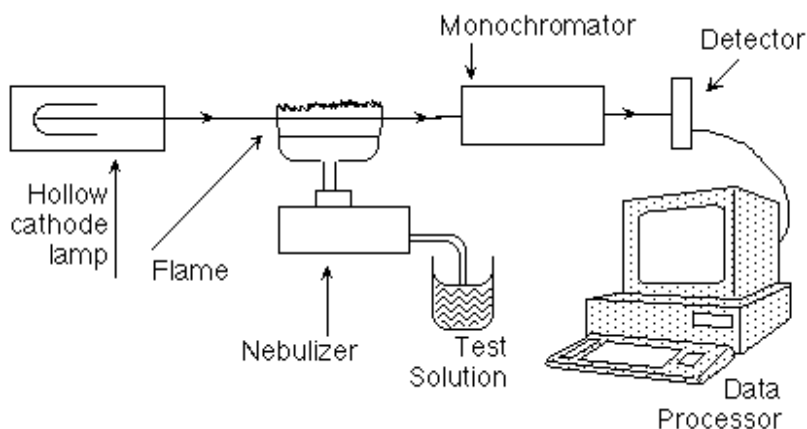 Monochromator
Detector
Hollow
cathode
lamp
Flame
Nebulizer
Test
Solution
Data
Processor